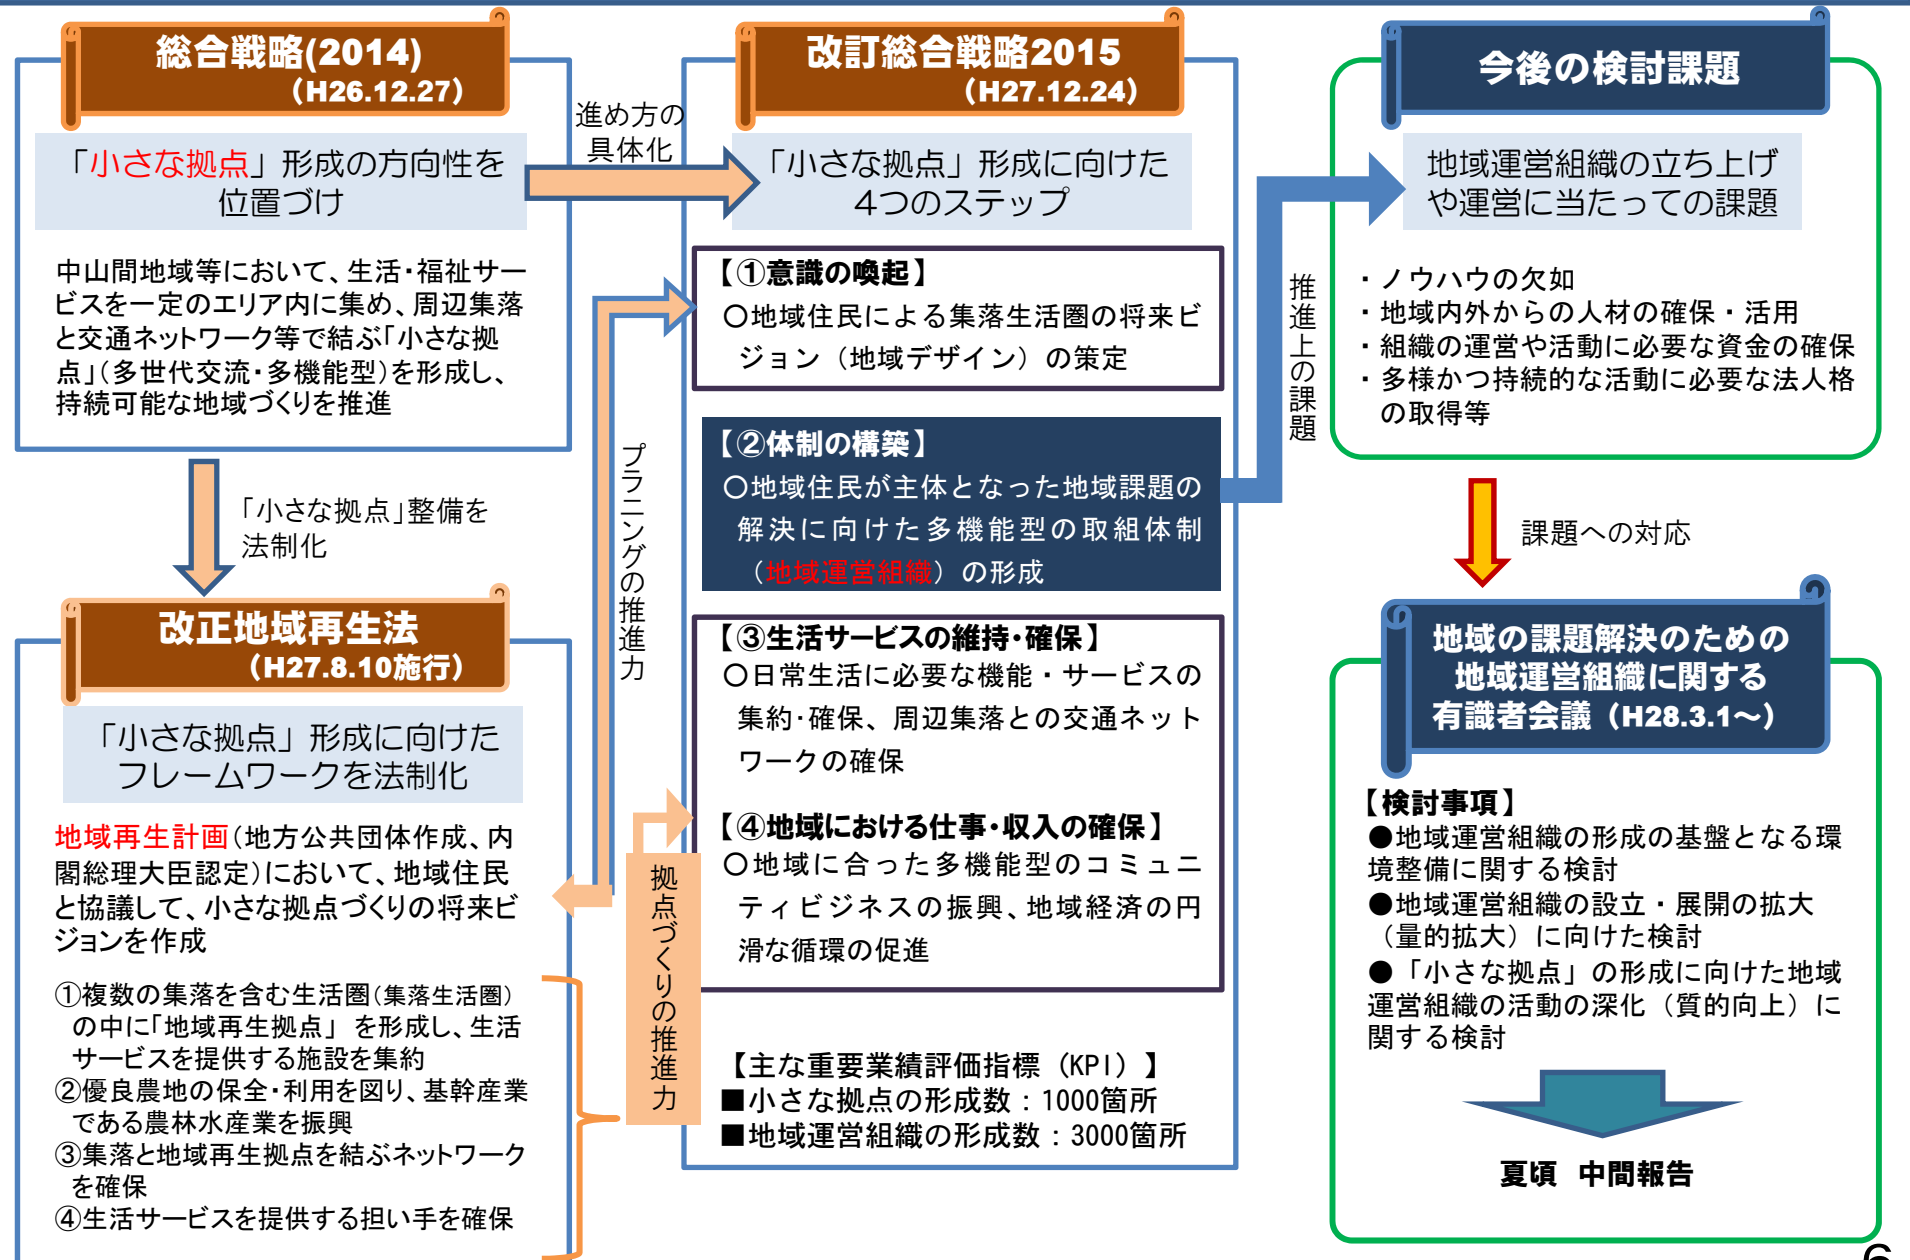 総合戦略(2014)
（H26.12.27）
「小さな拠点」形成の方向性を
位置づけ
中山間地域等において、生活・福祉サー
ビスを一定のエリア内に集め、周辺集落
と交通ネットワーク等で結ぶ「小さな拠
点」（多世代交流・多機能型）を形成し、
持続可能な地域づくりを推進
「小さな拠点」整備を
法制化
改正地域再生法
（H27.8.10施行）
「小さな拠点」形成に向けた
フレームワークを法制化
地域再生計画（地方公共団体作成、内
閣総理大臣認定）において、地域住民
と協議して、小さな拠点づくりの将来ビ
ジョンを作成
①複数の集落を含む生活圏（集落生活圏）
の中に「地域再生拠点」 を形成し、生活
サービスを提供する施設を集約
②優良農地の保全・利用を図り、基幹産業
である農林水産業を振興
③集落と地域再生拠点を結ぶネットワーク
を確保
④生活サービスを提供する担い手を確保
進め方の
具体化
プラニングの推進力
拠点づくりの推進力
改訂総合戦略2015
（H27.12.24）
「小さな拠点」形成に向けた
4つのステップ
【①意識の喚起】
〇地域住民による集落生活圏の将来ビ
ジョン（地域デザイン）の策定
【②体制の構築】
〇地域住民が主体となった地域課題の
解決に向けた多機能型の取組体制
（地域運営組織）の形成
【③生活サービスの維持・確保】
〇日常生活に必要な機能・サービスの
集約・確保、周辺集落との交通ネット
ワークの確保
【④地域における仕事・収入の確保】
〇地域に合った多機能型のコミュニ
ティビジネスの振興、地域経済の円
滑な循環の促進
【主な重要業績評価指標（KPI）】
■小さな拠点の形成数：1000箇所
■地域運営組織の形成数：3000箇所
推進上の課題
今後の検討課題
地域運営組織の立ち上げ
や運営に当たっての課題
・ノウハウの欠如
・地域内外からの人材の確保・活用
・組織の運営や活動に必要な資金の確保
・多様かつ持続的な活動に必要な法人格
の取得等
課題への対応
地域の課題解決のための
地域運営組織に関する
有識者会議（H28.3.1～）
【検討事項】
●地域運営組織の形成の基盤となる環
境整備に関する検討
●地域運営組織の設立・展開の拡大
（量的拡大）に向けた検討
●「小さな拠点」の形成に向けた地域
運営組織の活動の深化（質的向上）に
関する検討
夏頃　中間報告